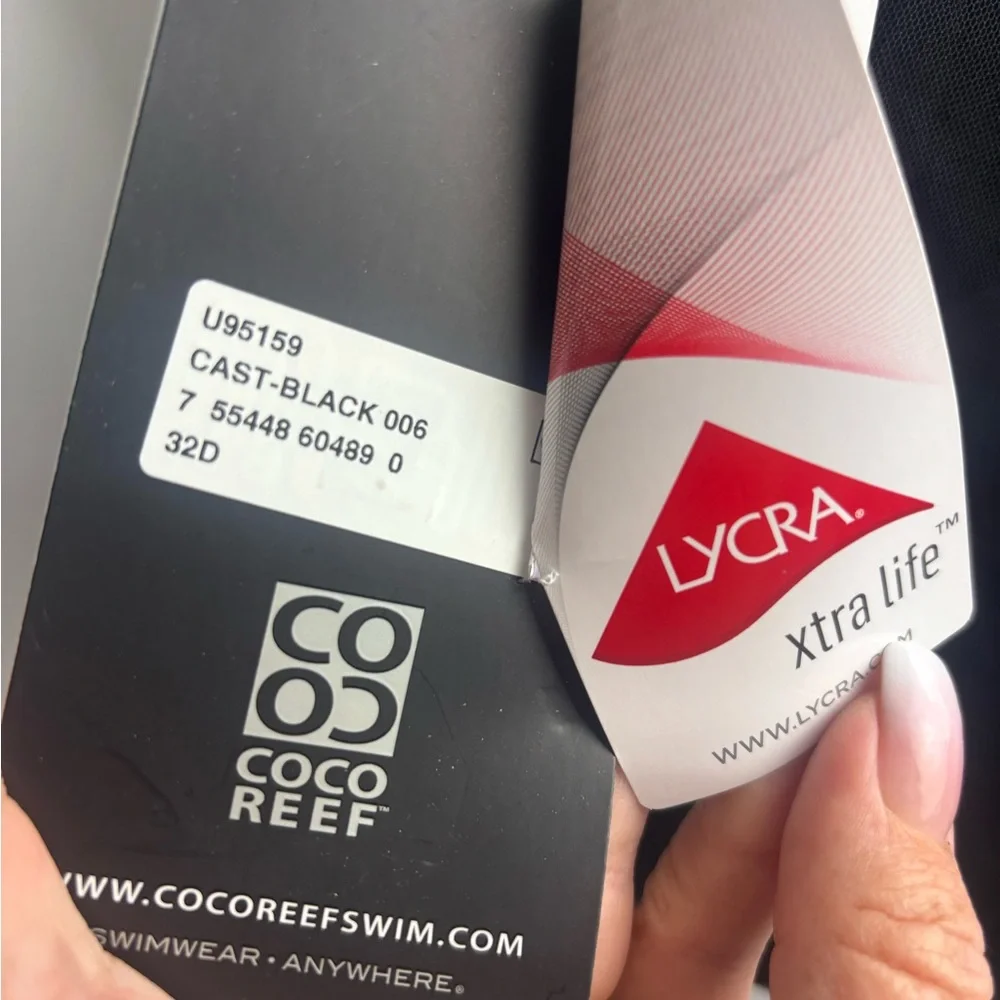 U95159
CAST-BLACK 006
7 55448 60489 0
32D
CO
OC
COCO
REEF™
WWW.COCOREEFSWIM.COM
SWIMWEAR • ANYWHERE®
LYCRA®
xtra life™
WWW.LYCRA.COM